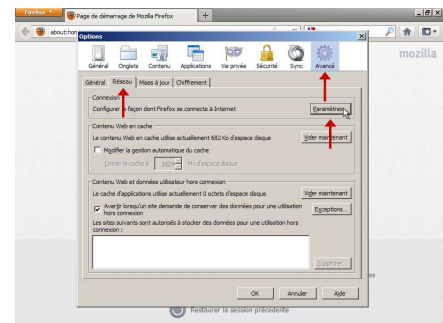 Firefox
Page de démarrage de Mozilla Firefox
+
Options
mozilla
Général
Onglets
Contenu
Applications
Vie privée
Sécurité
Sync
Avancé
Général
Réseau
Mises à jour
Chiffrement
Connexion
Configurer la façon dont Firefox se connecte à Internet
Paramètres...
Contenu Web en cache
Le contenu Web en cache utilise actuellement 682 Ko d'espace disque
Vider maintenant
Modifier la gestion automatique du cache
Limiter le cache à
1024
Mo d'espace disque
Contenu Web et données utilisateur hors connexion
Le cache d'applications utilise actuellement 0 octets d'espace disque
Vider maintenant
Avertir lorsqu'un site demande de conserver des données pour une utilisation
hors connexion
Exceptions...
Les sites suivants sont autorisés à stocker des données pour une utilisation hors
connexion :
Supprimer...
OK
Annuler
Aide
Restaurer la session précédente